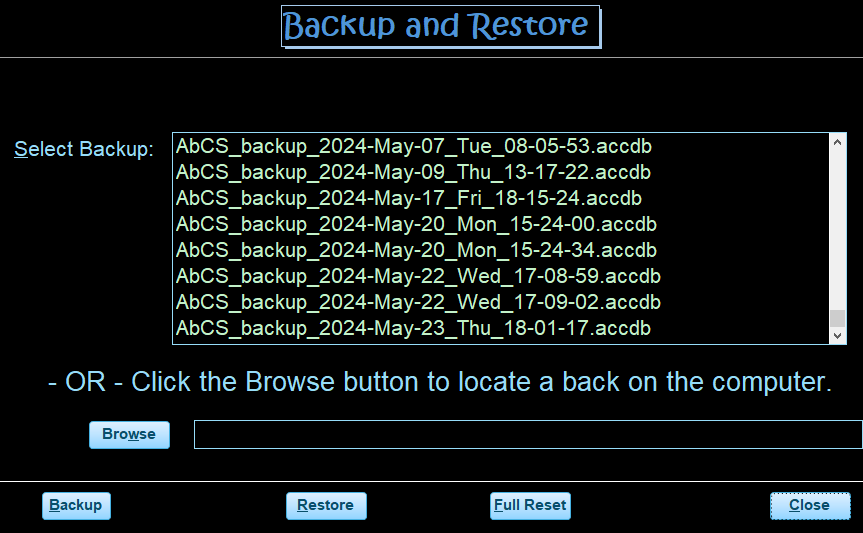 Backup and Restore
Select Backup:
AbCS_backup_2024-May-07_Tue_08-05-53.accdb
AbCS_backup_2024-May-09_Thu_13-17-22.accdb
AbCS_backup_2024-May-17_Fri_18-15-24.accdb
AbCS_backup_2024-May-20_Mon_15-24-00.accdb
AbCS_backup_2024-May-20_Mon_15-24-34.accdb
AbCS_backup_2024-May-22_Wed_17-08-59.accdb
AbCS_backup_2024-May-22_Wed_17-09-02.accdb
AbCS_backup_2024-May-23_Thu_18-01-17.accdb
- OR - Click the Browse button to locate a back on the computer.
Browse
Backup Restore Full Reset Close